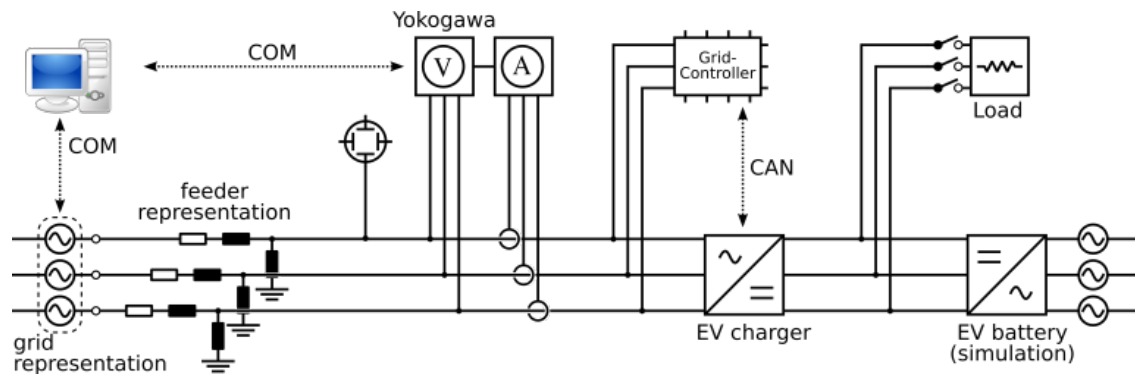 Yokogawa
COM
V
A
Grid-
Controller
Load
COM
CAN
feeder
representation
grid
representation
EV charger
EV battery
(simulation)